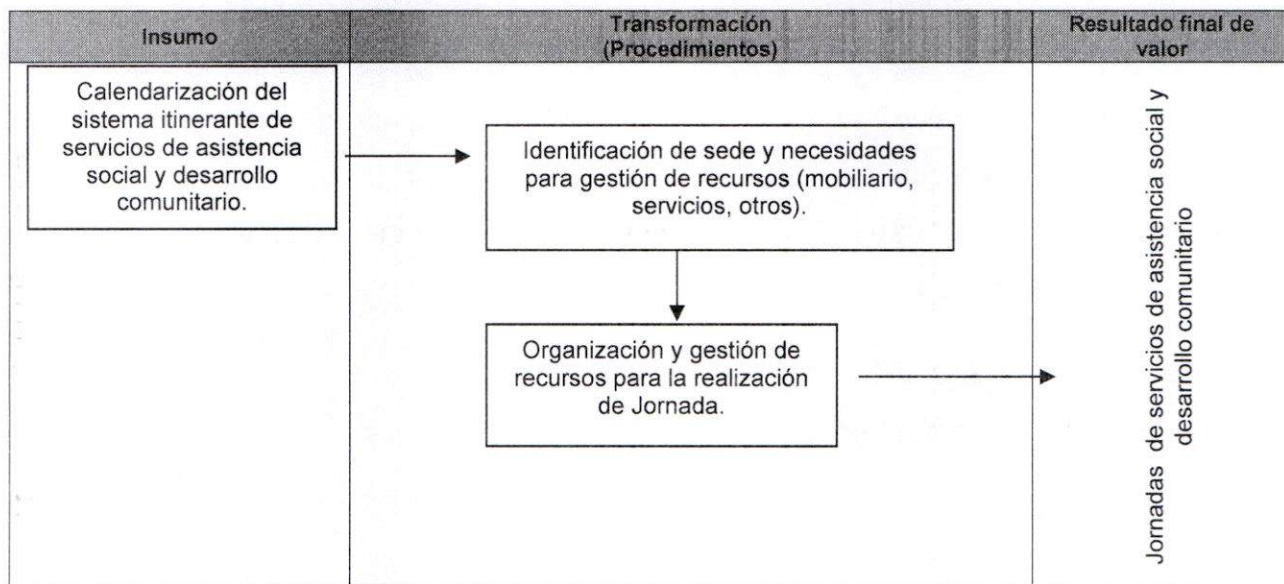 Insumo
Transformación
(Procedimientos)
Resultado final de
valor
Calendarización del
sistema itinerante de
servicios de asistencia
social y desarrollo
comunitario.
Identificación de sede y necesidades
para gestión de recursos (mobiliario,
servicios, otros).
Organización y gestión de
recursos para la realización
de Jornada.
Jornadas de servicios de asistencia social y
desarrollo comunitario